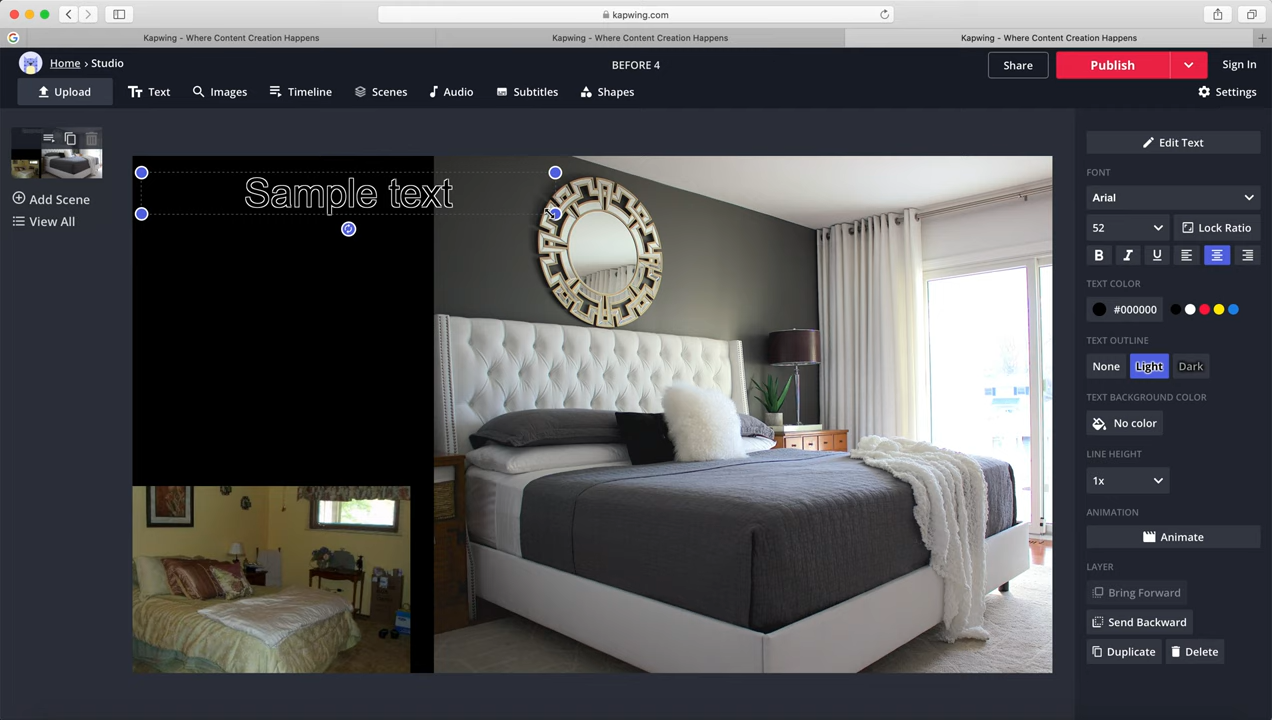 kapwing.com
Kapwing - Where Content Creation Happens
Kapwing - Where Content Creation Happens
Kapwing - Where Content Creation Happens
Home › Studio
BEFORE 4
Share
Publish
Sign In
Upload
Text
Images
Timeline
Scenes
Audio
Subtitles
Shapes
Settings
Add Scene
View All
Sample text
Edit Text
FONT
Arial
52
Lock Ratio
B I U
TEXT COLOR
#000000
TEXT OUTLINE
None
Light
Dark
TEXT BACKGROUND COLOR
No color
LINE HEIGHT
1x
ANIMATION
Animate
LAYER
Bring Forward
Send Backward
Duplicate
Delete